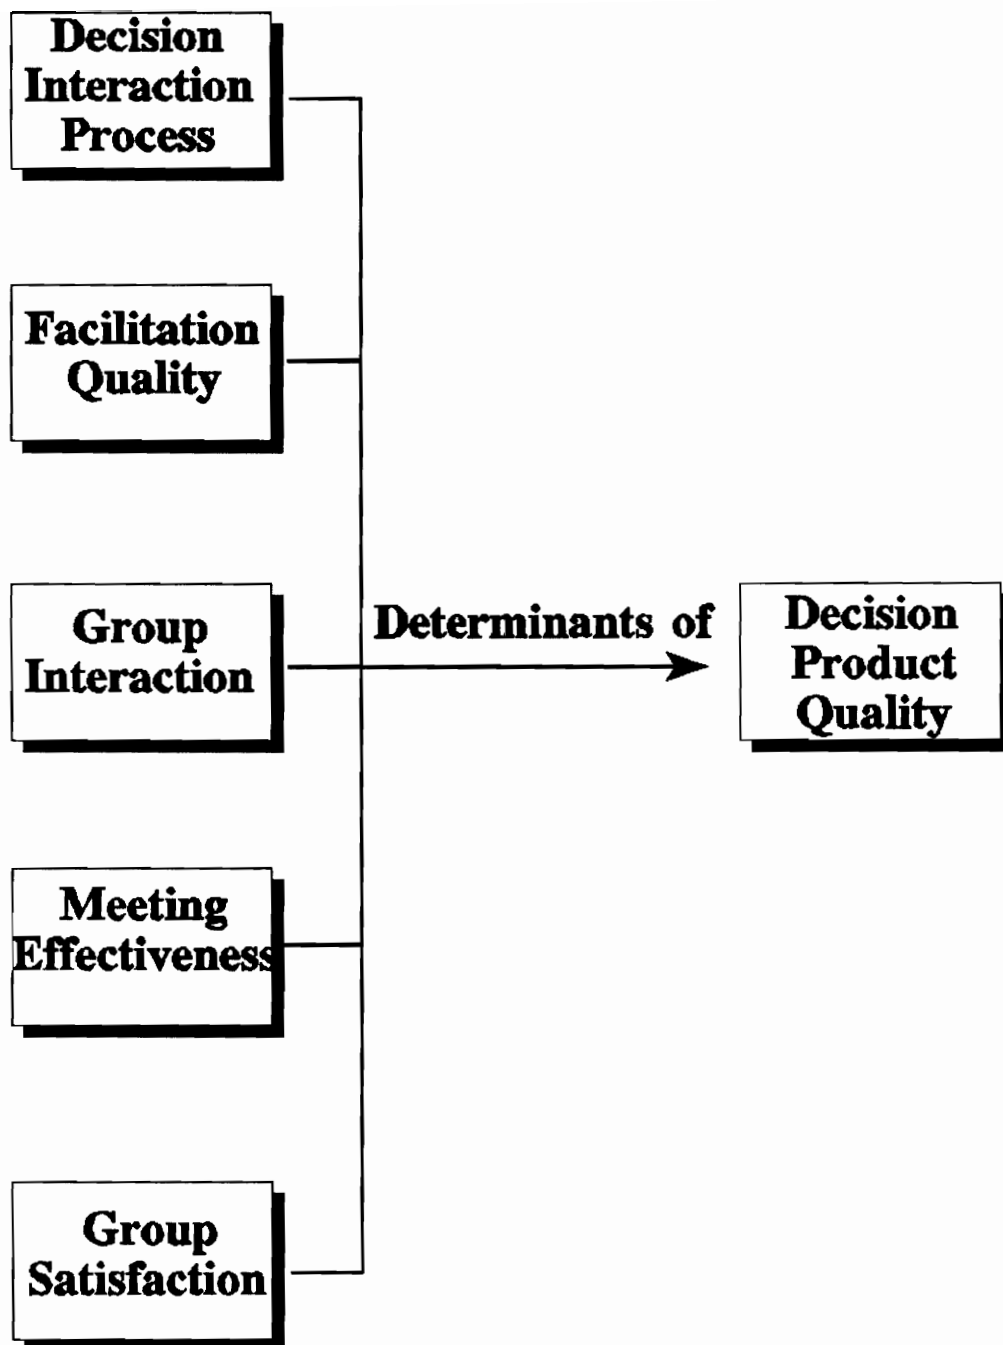 Decision
Interaction
Process
Facilitation
Quality
Group
Interaction
Determinants of
Decision
Product
Quality
Meeting
Effectiveness
Group
Satisfaction